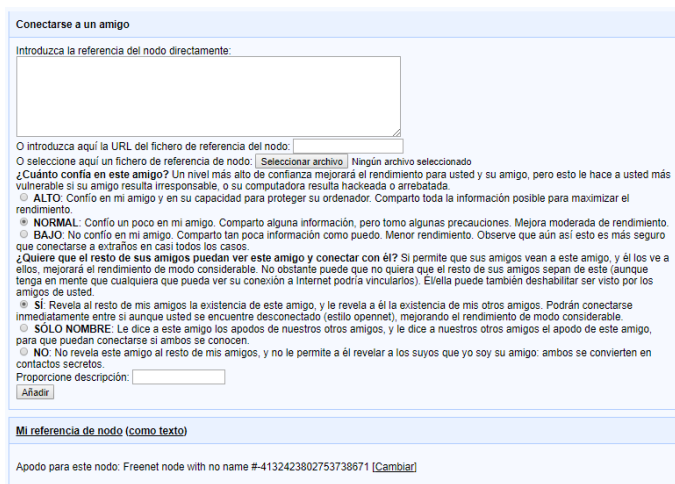 Conectarse a un amigo
Introduzca la referencia del nodo directamente:
O introduzca aquí la URL del fichero de referencia del nodo:
O seleccione aquí un fichero de referencia de nodo: Seleccionar archivo Ningún archivo seleccionado
¿Cuánto confía en este amigo? Un nivel más alto de confianza mejorará el rendimiento para usted y su amigo, pero esto le hace a usted más
vulnerable si su amigo resulta irresponsable, o su computadora resulta hackeada o arrebatada.
ALTO: Confío en mi amigo y en su capacidad para proteger su ordenador. Comparto toda la información posible para maximizar el
rendimiento.
NORMAL: Confío un poco en mi amigo. Comparto alguna información, pero tomo algunas precauciones. Mejora moderada de rendimiento.
BAJO: No confío en mi amigo. Comparto tan poca información como puedo. Menor rendimiento. Observe que aún así esto es más seguro
que conectarse a extraños en casi todos los casos.
¿Quiere que el resto de sus amigos puedan ver este amigo y conectar con él? Si permite que sus amigos vean a este amigo, y él los ve a
ellos, mejorará el rendimiento de modo considerable. No obstante puede que no quiera que el resto de sus amigos sepan de este (aunque
tenga en mente que cualquiera que pueda ver su conexión a Internet podría vincularlos). Él/ella puede también deshabilitar ser visto por los
amigos de usted.
SÍ: Revela al resto de mis amigos la existencia de este amigo, y le revela a él la existencia de mis otros amigos. Podrán conectarse
inmediatamente entre si aunque usted se encuentre desconectado (estilo opennet), mejorando el rendimiento de modo considerable.
SÓLO NOMBRE: Le dice a este amigo los apodos de nuestros otros amigos, y le dice a nuestros otros amigos el apodo de este amigo,
para que puedan conectarse si ambos se conocen.
NO: No revela este amigo al resto de mis amigos, y no le permite a él revelar a los suyos que yo soy su amigo: ambos se convierten en
contactos secretos.
Proporcione descripción:
Añadir
Mi referencia de nodo (como texto)
Apodo para este nodo: Freenet node with no name #-4132423802753738671 [Cambiar]